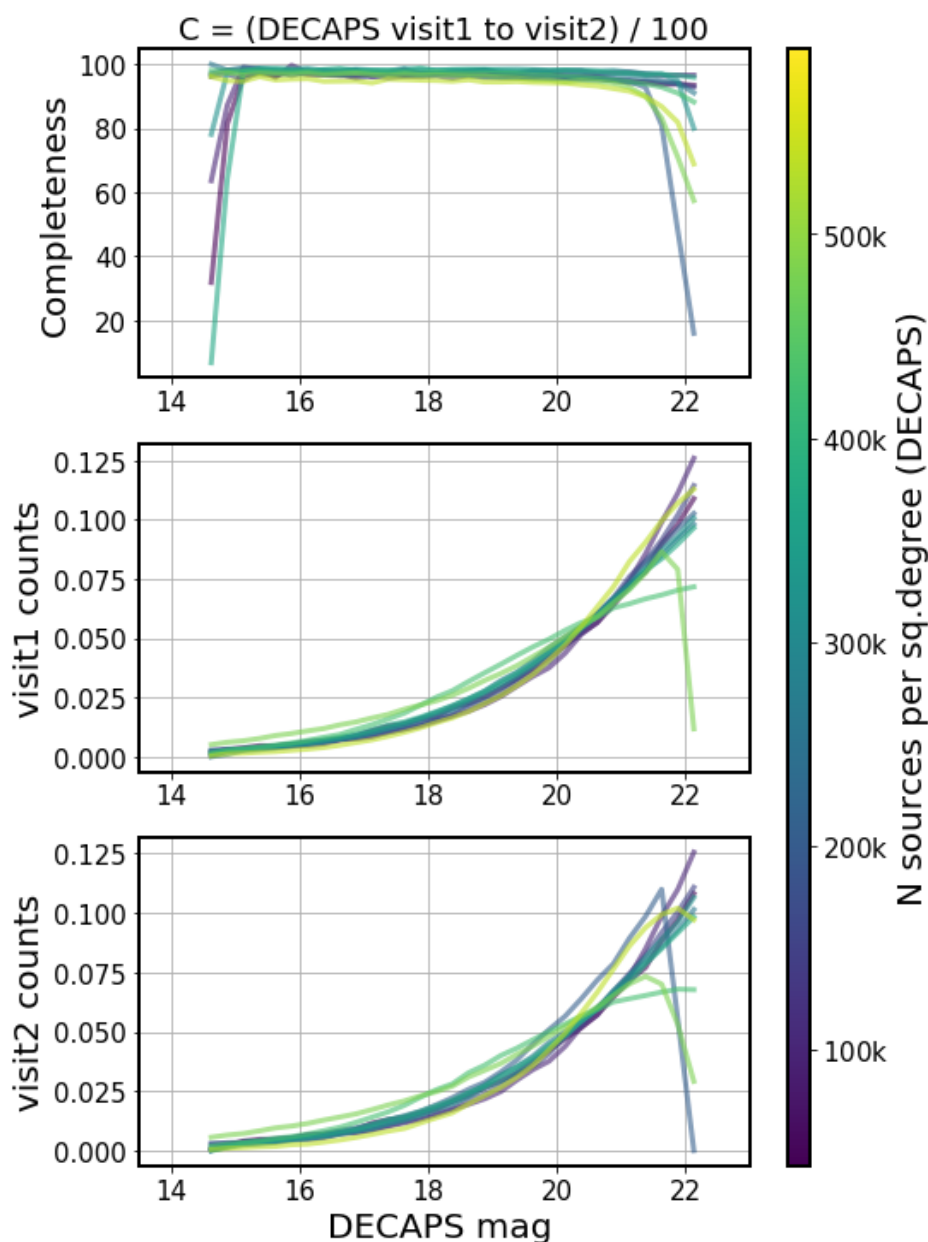 C = (DECAPS visit1 to visit2) / 100
Completeness
100
80
60
40
20
14 16 18 20 22
visit1 counts
0.125
0.100
0.075
0.050
0.025
0.000
14 16 18 20 22
visit2 counts
0.125
0.100
0.075
0.050
0.025
0.000
14 16 18 20 22
DECAPS mag
500k
400k
300k
200k
100k
N sources per sq.degree (DECAPS)